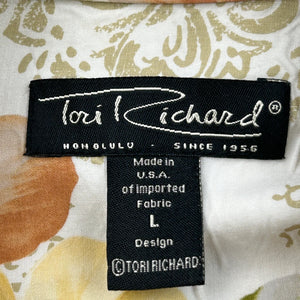 Tori Richard®
HONOLULU • SINCE 1956
Made in
U.S.A.
of imported
Fabric
L
Design
©TORI RICHARD